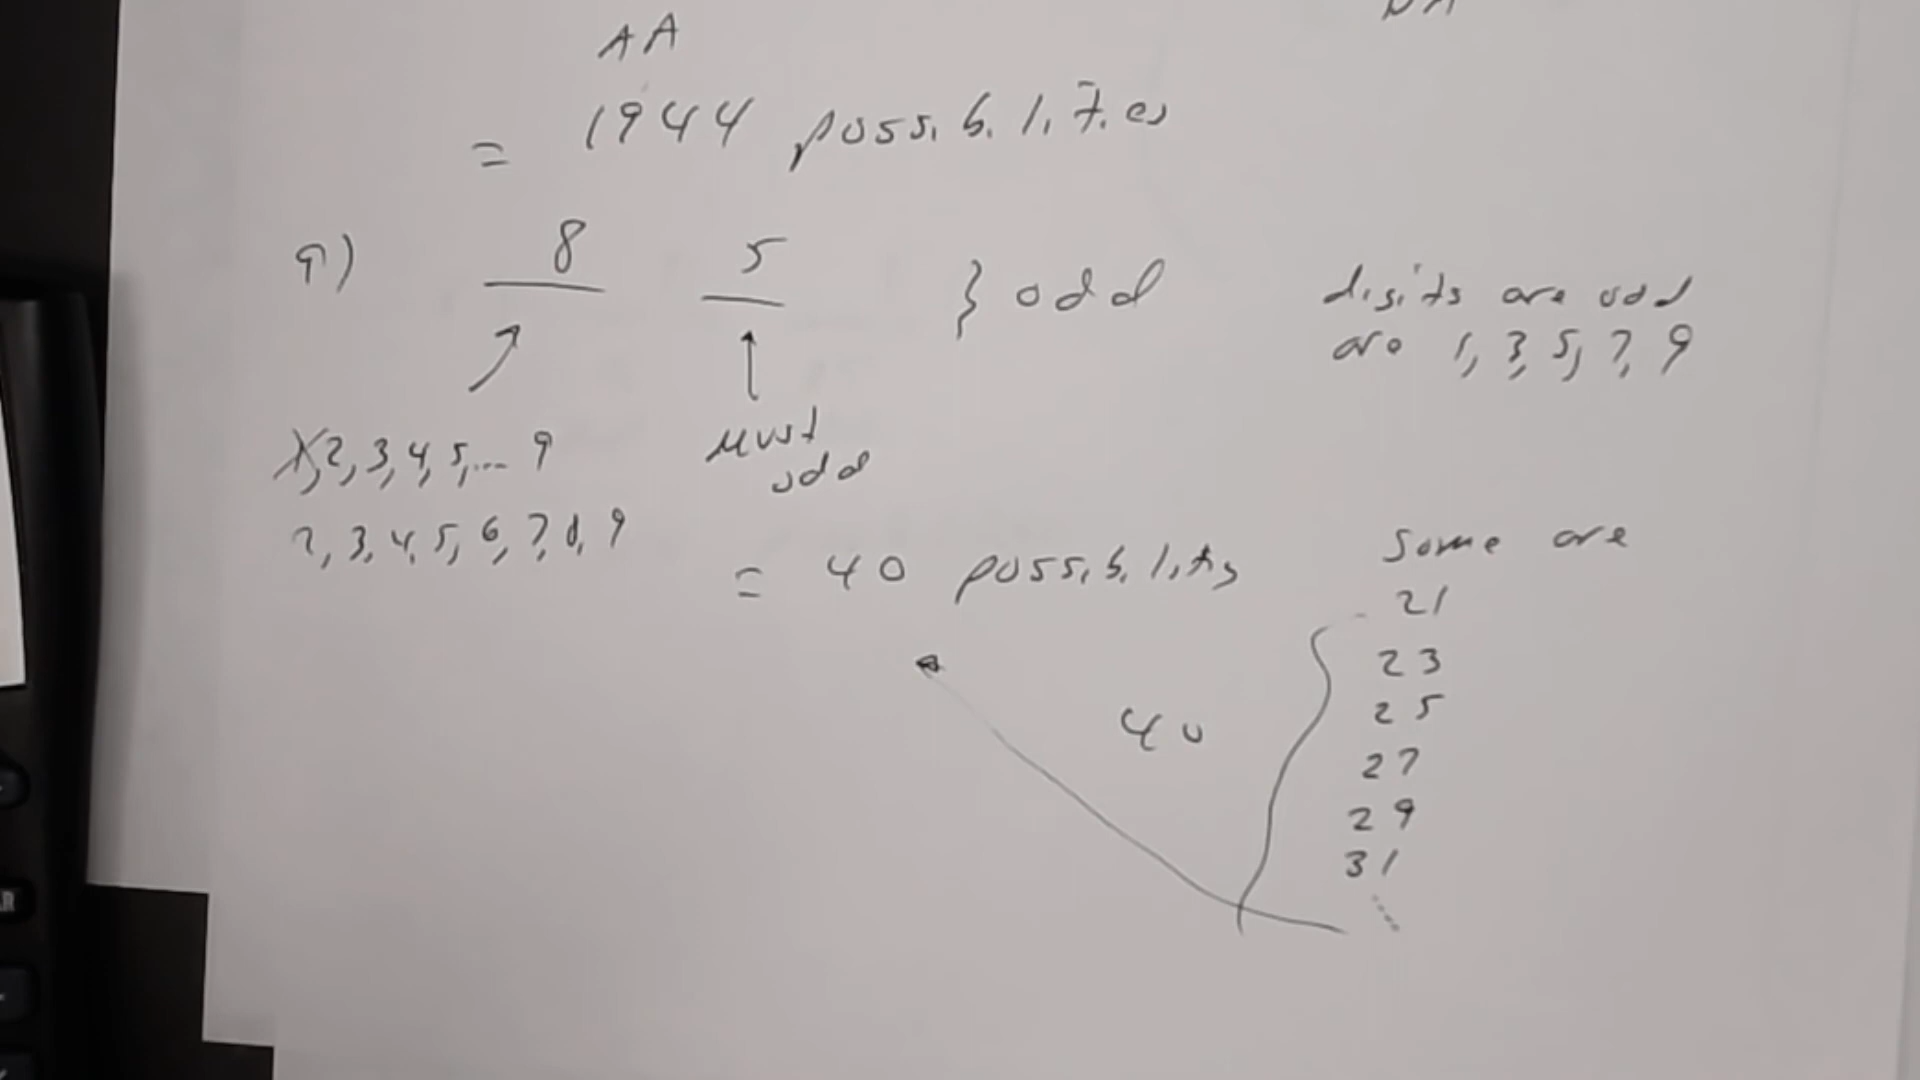 AA
= 1944 possibilities
9) 8 5 } odd
digits are odd
are 1, 3, 5, 7, 9
1, 2, 3, 4, 5, ... 9
must
odd
2, 3, 4, 5, 6, 7, 8, 9
= 40 possibilitys
some are
21
23
25
40
27
29
31